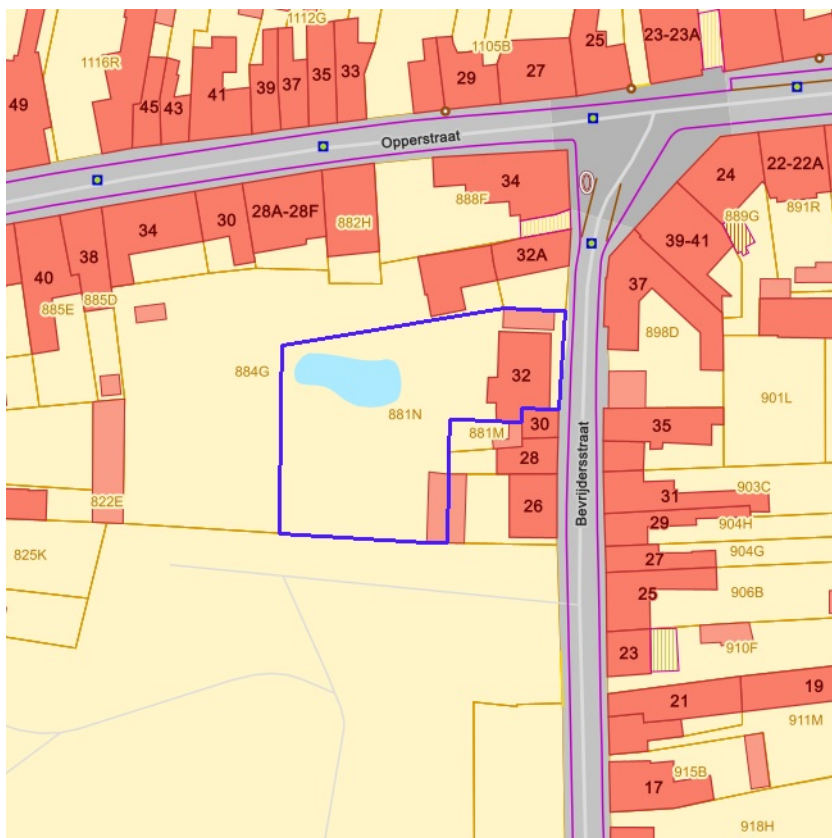 1112G
23-23A
1105B
25
1116R
29
27
33
35
37
39
41
43
45
49
Opperstraat
24
22-22A
34
888F
28A-28F
882H
889G
891R
30
34
38
40
39-41
32A
37
885E
885D
898D
884G
32
881N
901L
30
881M
35
28
26
Bevrijdersstraat
31
903C
822E
29
904H
825K
27
904G
25
906B
23
910F
19
21
911M
17
915B
918H